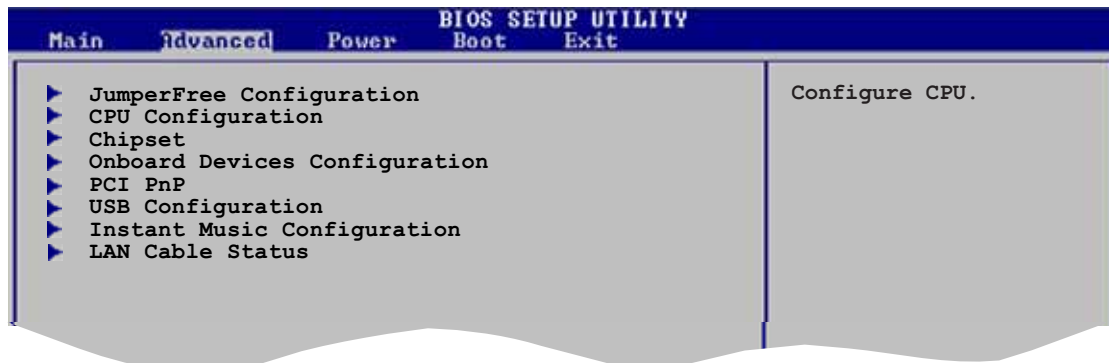 BIOS SETUP UTILITY
Main Advanced Power Boot Exit
JumperFree Configuration
CPU Configuration
Chipset
Onboard Devices Configuration
PCI PnP
USB Configuration
Instant Music Configuration
LAN Cable Status
Configure CPU.